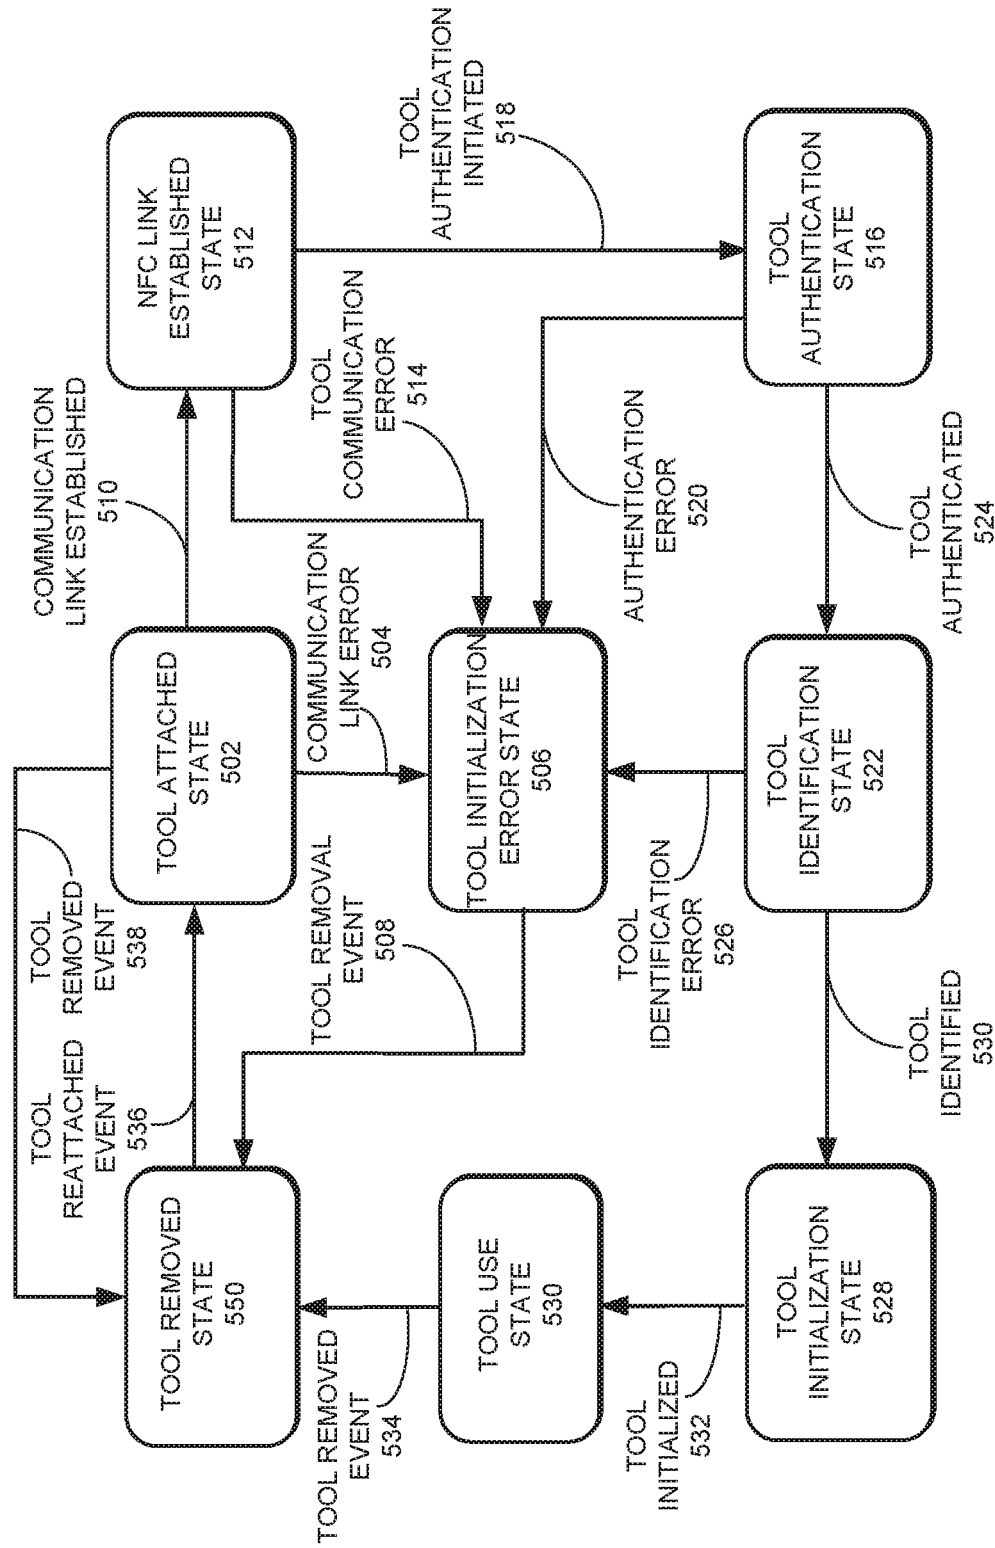 TOOL REMOVED
STATE
550
TOOL
REATTACHED
EVENT
536
TOOL
REMOVED
EVENT
538
TOOL ATTACHED
STATE
502
COMMUNICATION
LINK ESTABLISHED
510
NFC LINK
ESTABLISHED
STATE
512
TOOL REMOVED
EVENT
534
TOOL REMOVAL
EVENT
508
COMMUNICATION
LINK ERROR
504
TOOL
COMMUNICATION
ERROR
514
TOOL
AUTHENTICATION
INITIATED
518
TOOL USE
STATE
530
TOOL INITIALIZATION
ERROR STATE
506
TOOL
INITIALIZED
532
TOOL
IDENTIFICATION
ERROR
526
AUTHENTICATION
ERROR
520
TOOL
INITIALIZATION
STATE
528
TOOL
IDENTIFICATION
STATE
522
TOOL
AUTHENTICATION
STATE
516
TOOL
IDENTIFIED
530
TOOL
AUTHENTICATED
524